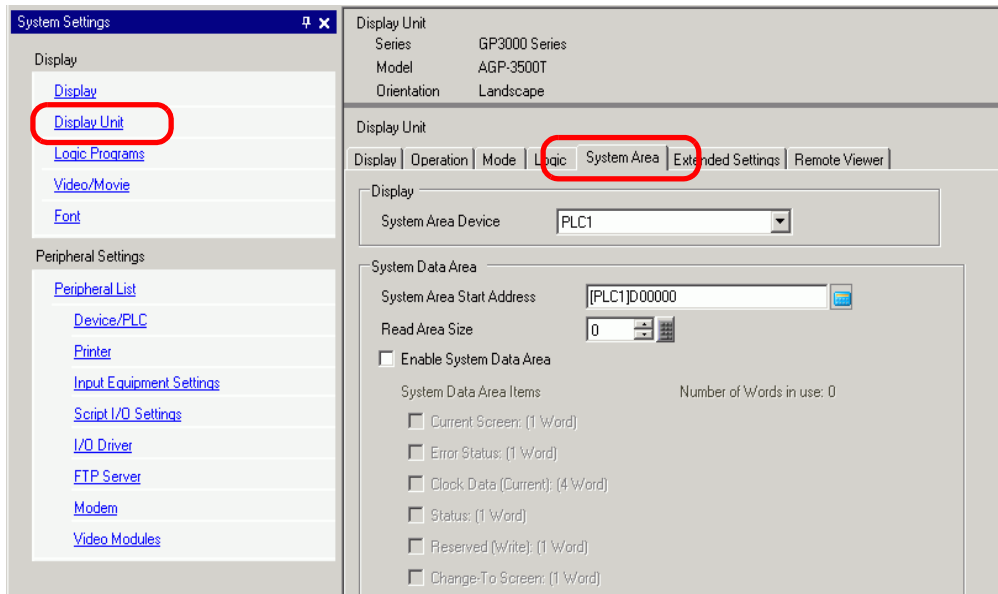 System Settings
Display
Display
Display Unit
Logic Programs
Video/Movie
Font
Peripheral Settings
Peripheral List
Device/PLC
Printer
Input Equipment Settings
Script I/O Settings
I/O Driver
FTP Server
Modem
Video Modules
Display Unit
Series GP3000 Series
Model AGP-3500T
Orientation Landscape
Display Unit
Display Operation Mode Logic System Area Extended Settings Remote Viewer
Display
System Area Device PLC1
System Data Area
System Area Start Address [PLC1]D00000
Read Area Size 0
Enable System Data Area
System Data Area Items Number of Words in use: 0
Current Screen: (1 Word)
Error Status: (1 Word)
Clock Data (Current): (4 Word)
Status: (1 Word)
Reserved (Write): (1 Word)
Change-To Screen: (1 Word)